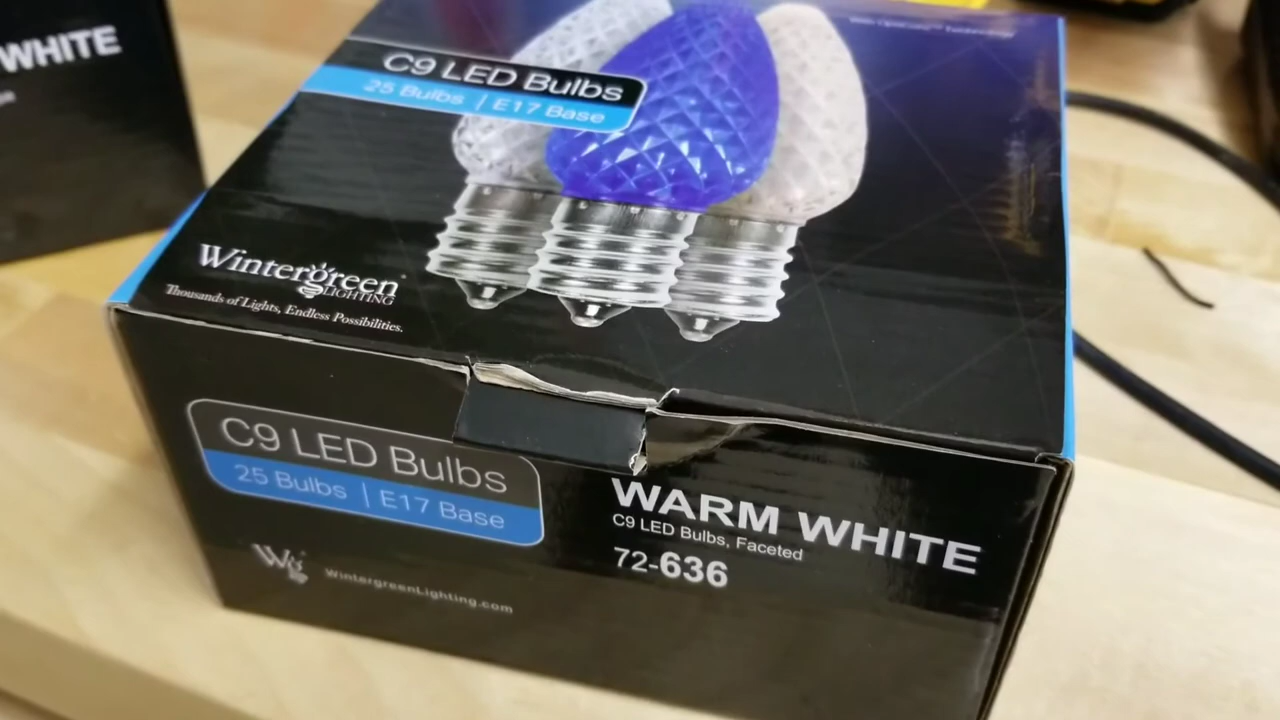 WHITE
C9 LED Bulbs
25 Bulbs | E17 Base
Wintergreen
LIGHTING
Thousands of Lights, Endless Possibilities.
C9 LED Bulbs
25 Bulbs | E17 Base
WARM WHITE
C9 LED Bulbs, Faceted
72-636
Wg
WintergreenLighting.com